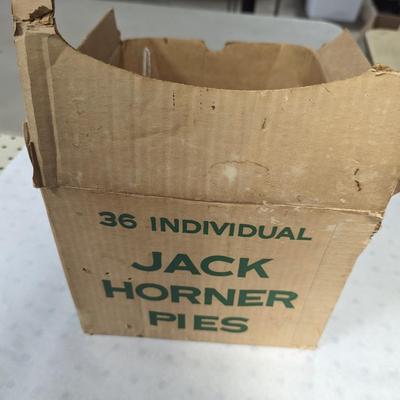 36 INDIVIDUAL
JACK
HORNER
PIES